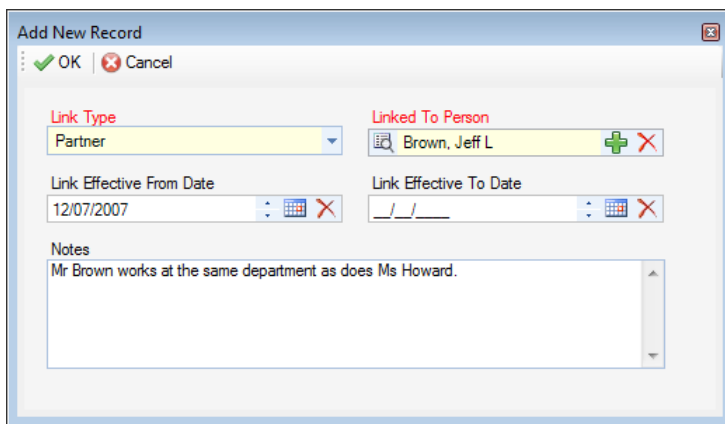 Add New Record
OK Cancel
Link Type Linked To Person
Partner Brown, Jeff L
Link Effective From Date Link Effective To Date
12/07/2007 __/__/____
Notes
Mr Brown works at the same department as does Ms Howard.